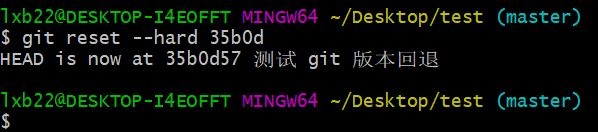 lxb22@DESKTOP-I4EOFFT MINGW64 ~/Desktop/test (master)
$ git reset --hard 35b0d
HEAD is now at 35b0d57 测试 git 版本回退
lxb22@DESKTOP-I4EOFFT MINGW64 ~/Desktop/test (master)
$